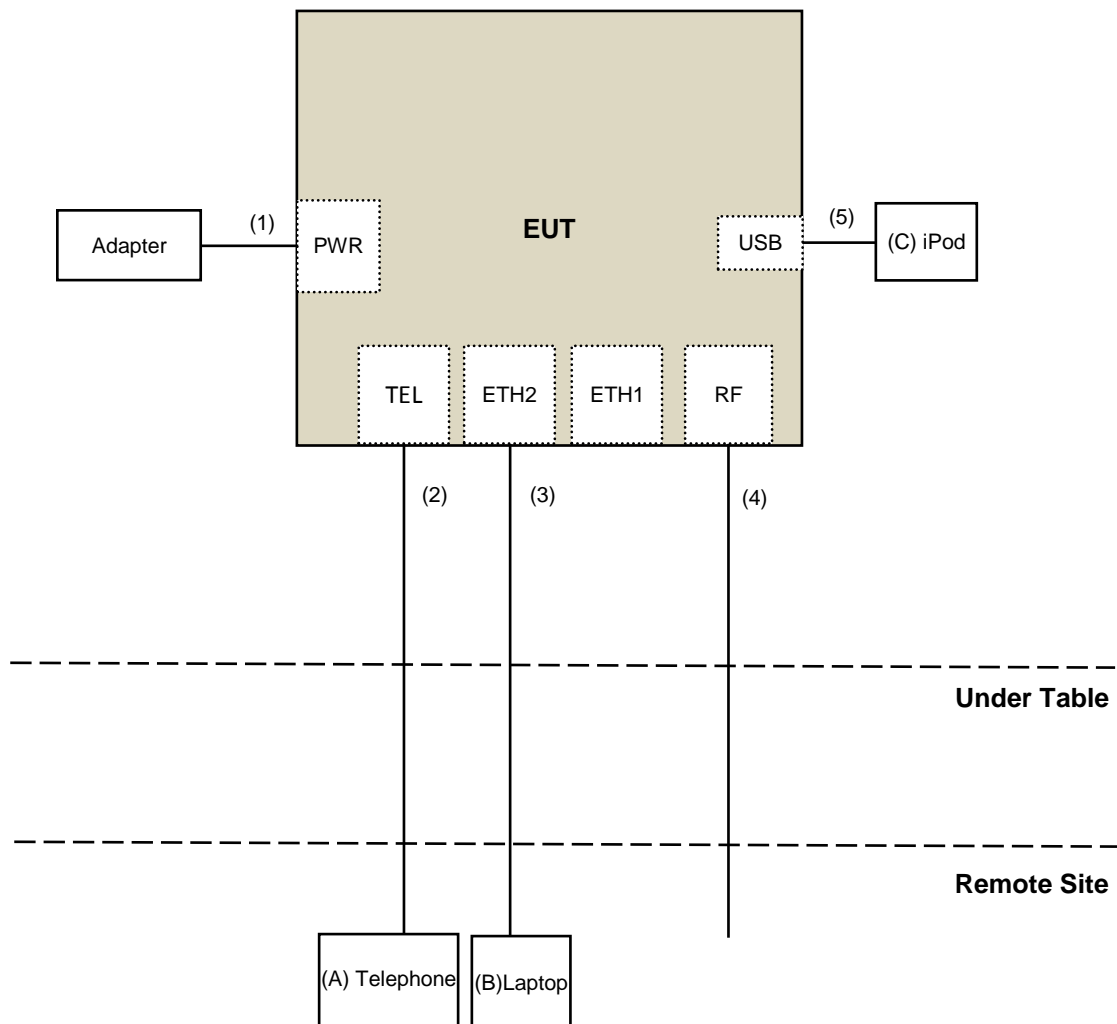 EUT
(1)
(5)
Adapter
PWR
USB
(C) iPod
TEL
ETH2
ETH1
RF
(2)
(3)
(4)
Under Table
Remote Site
(A) Telephone
(B)Laptop